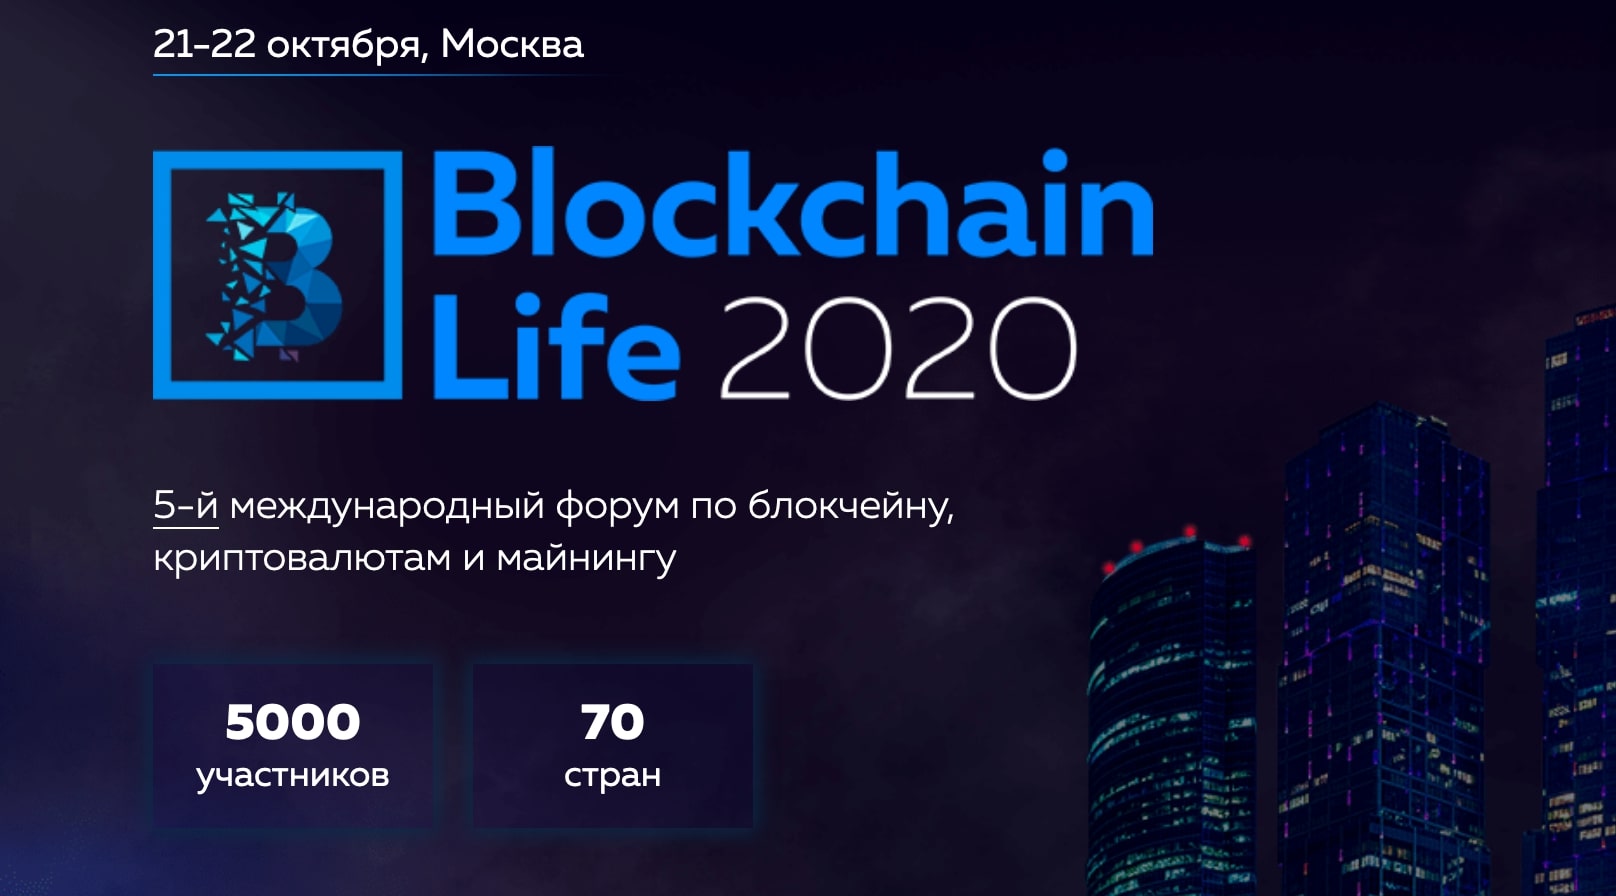 21-22 октября, Москва
Blockchain
Life 2020
5-й международный форум по блокчейну,
криптовалютам и майнингу
5000
участников
70
стран